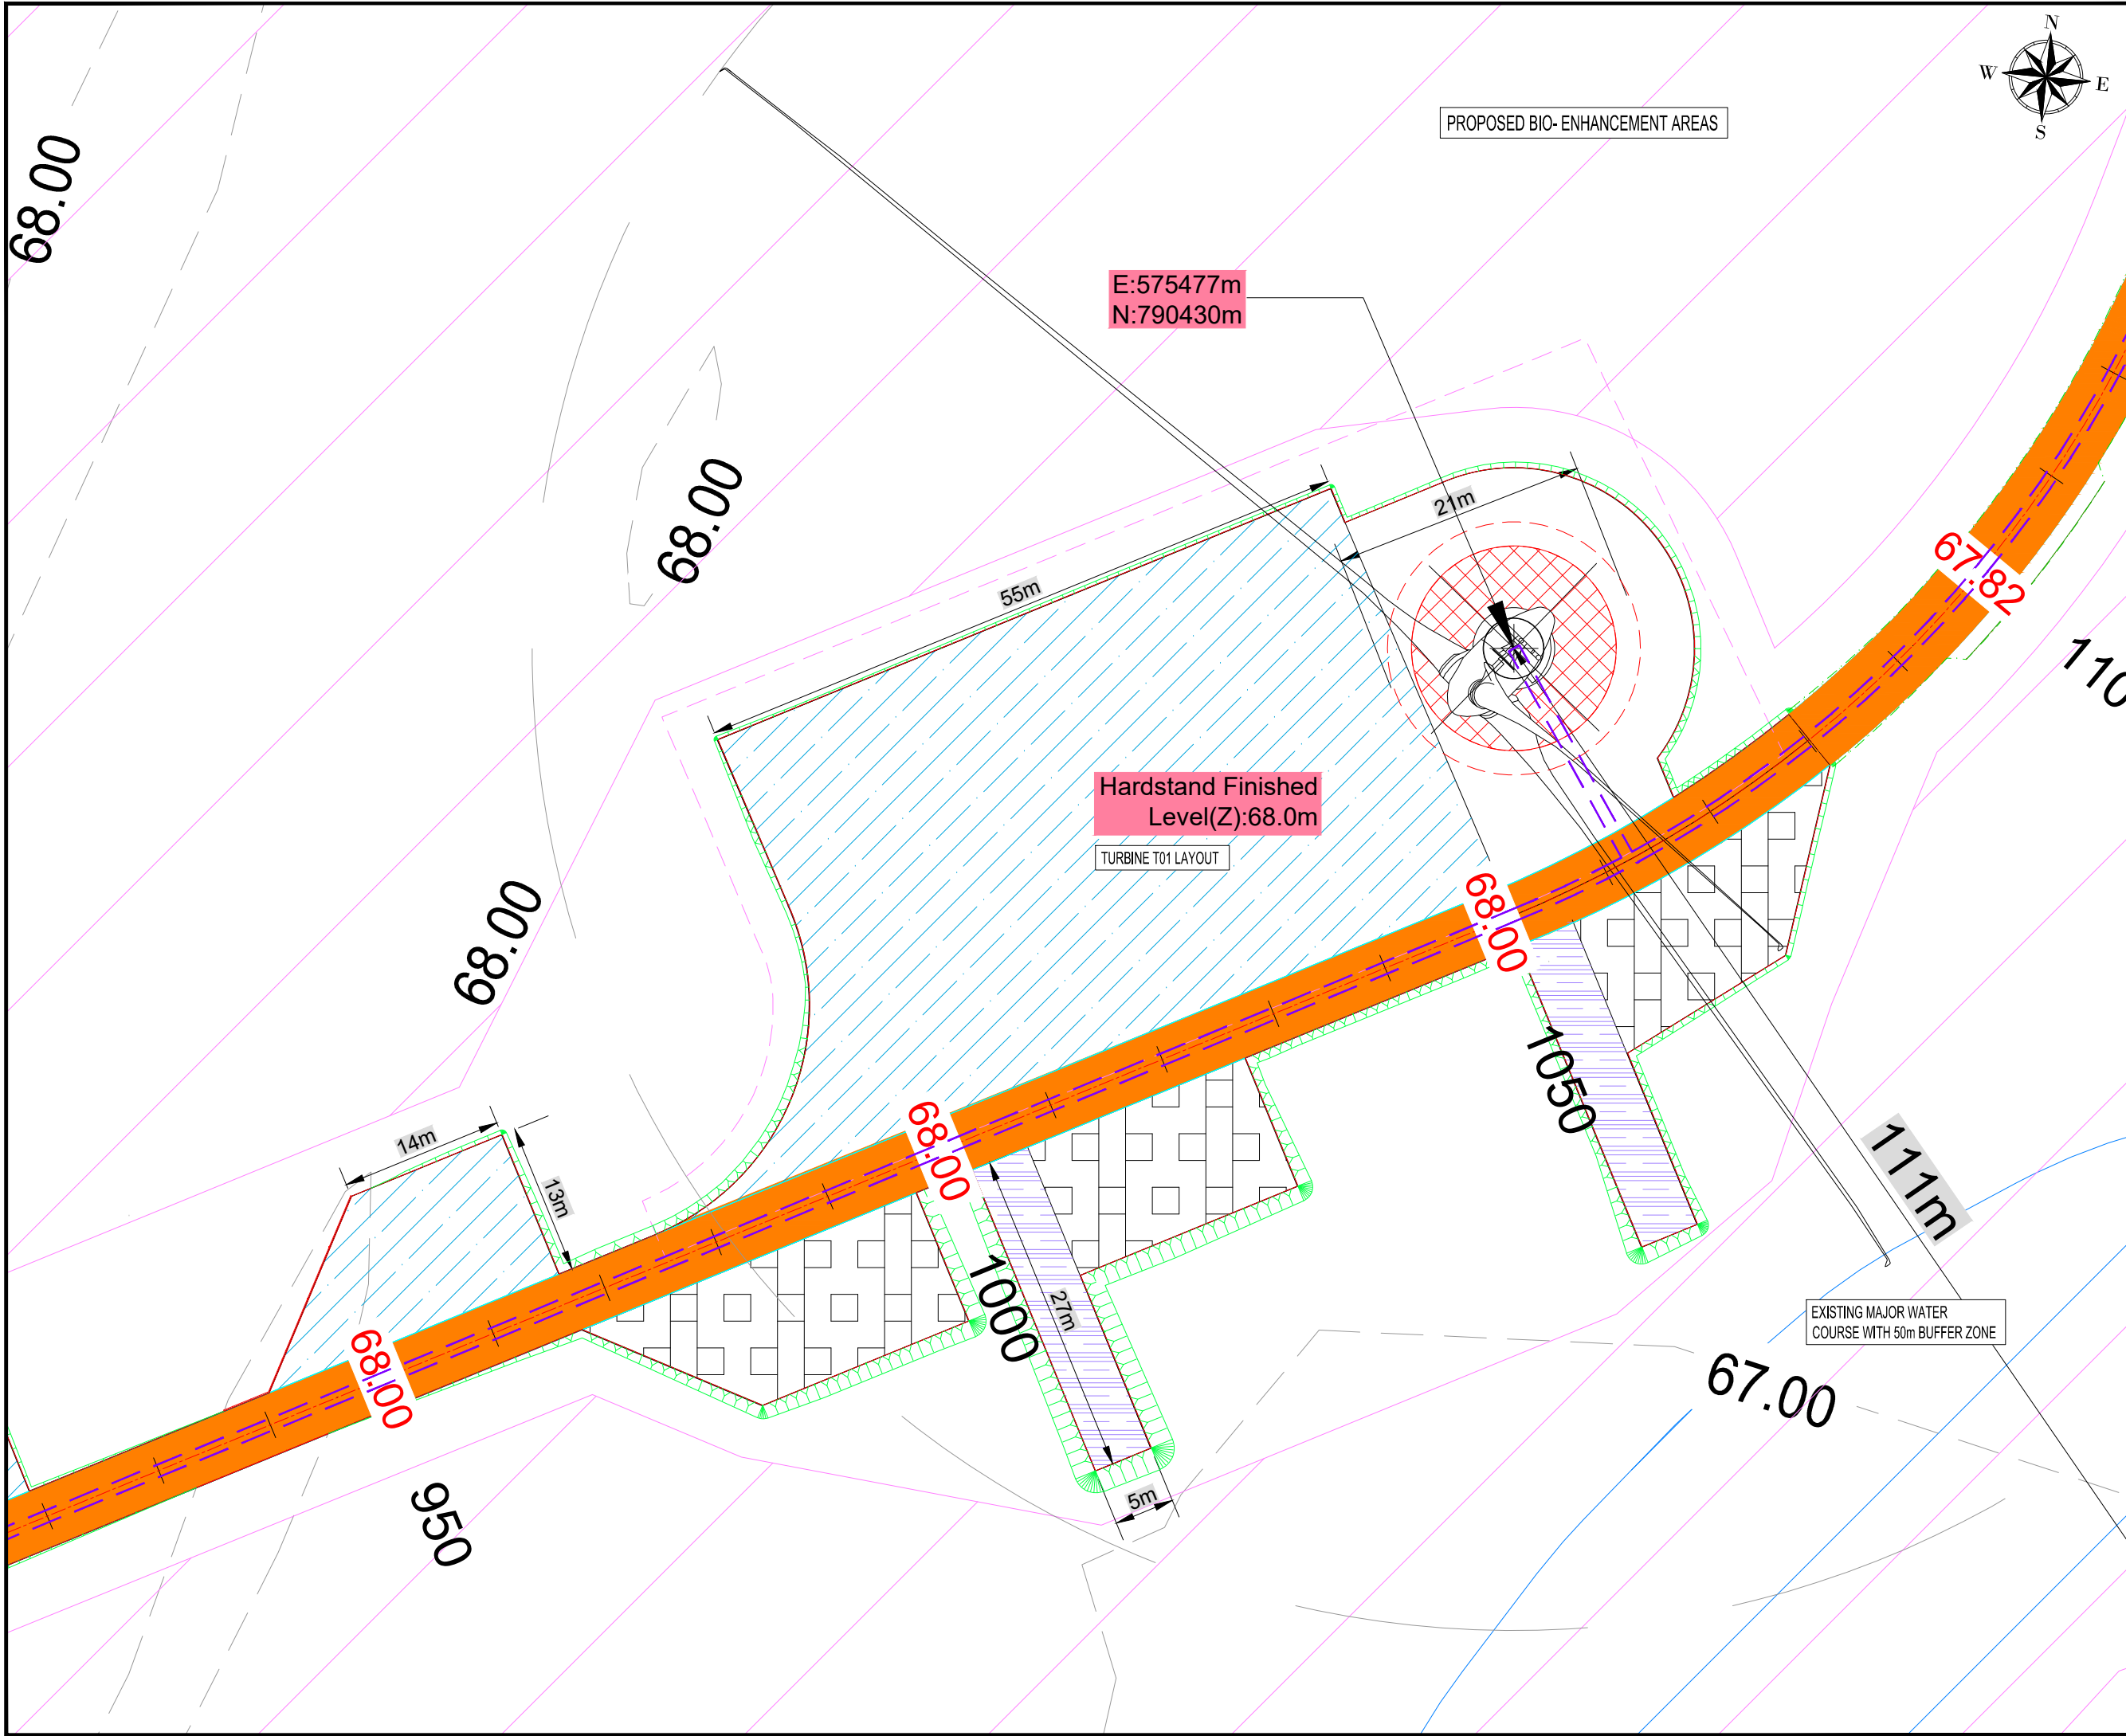 N
W
E
S
PROPOSED BIO- ENHANCEMENT AREAS
68.00
E:575477m
N:790430m
68.00
21m
55m
67.82
110
Hardstand Finished
Level(Z):68.0m
TURBINE T01 LAYOUT
68.00
68.00
1050
14m
13m
68.00
111m
1000
27m
EXISTING MAJOR WATER
COURSE WITH 50m BUFFER ZONE
68.00
67.00
950
5m